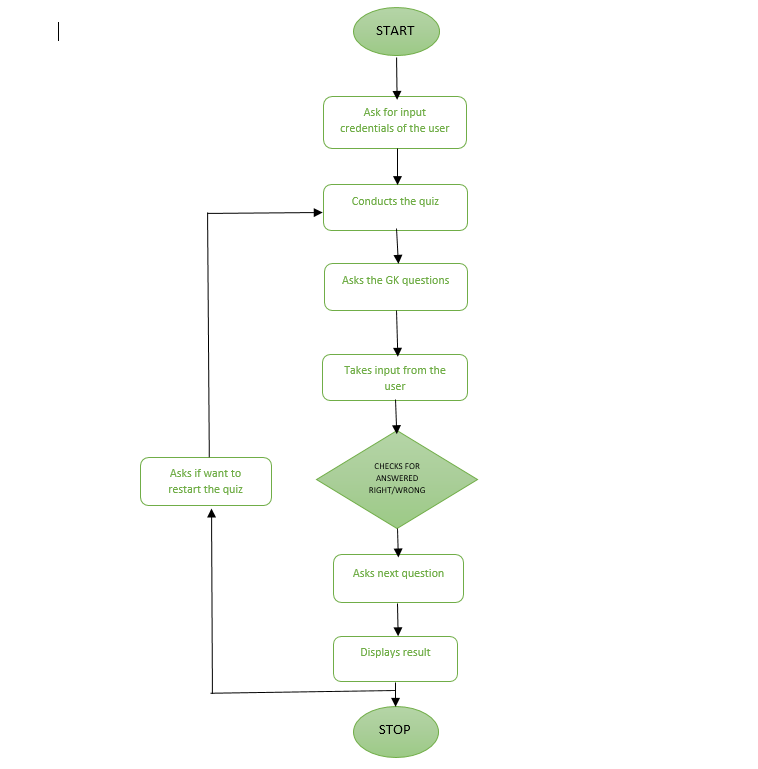 START
Ask for input
credentials of the user
Conducts the quiz
Asks the GK questions
Takes input from the
user
CHECKS FOR
ANSWERED
RIGHT/WRONG
Asks if want to
restart the quiz
Asks next question
Displays result
STOP